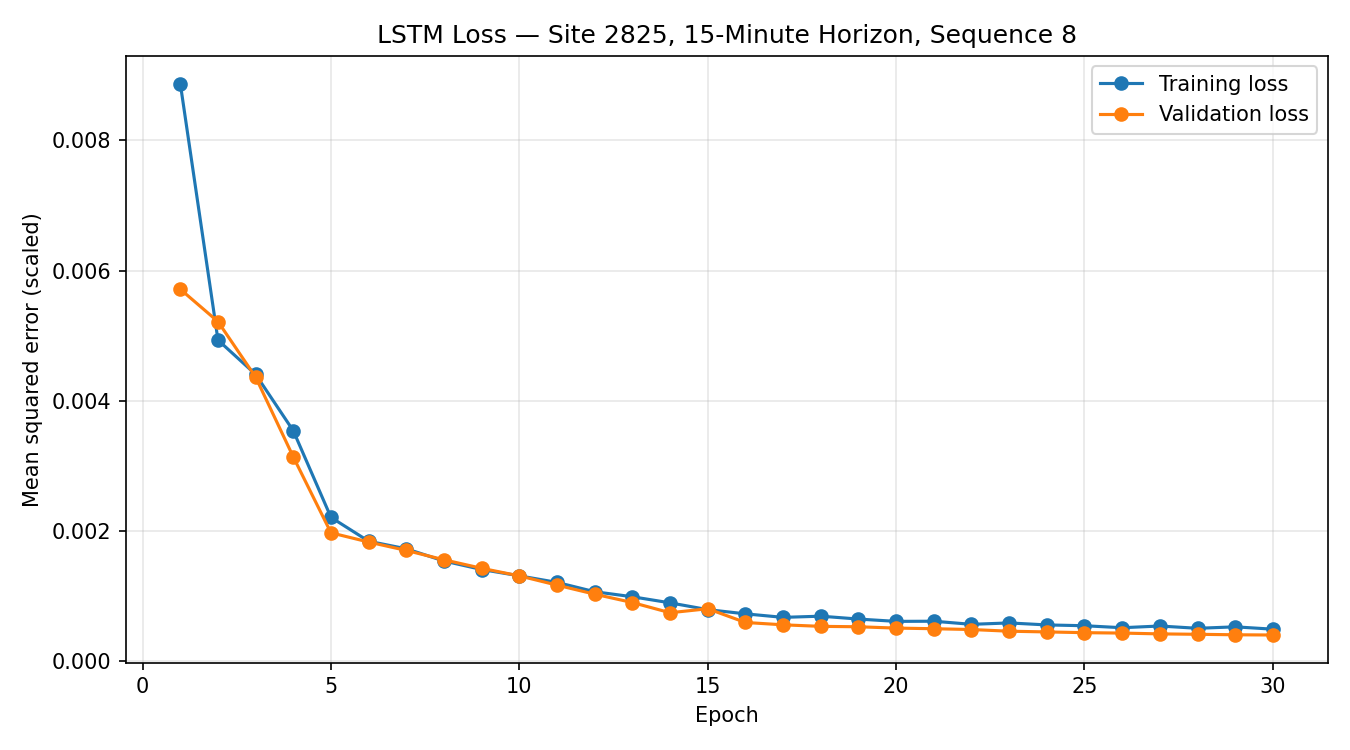 LSTM Loss — Site 2825, 15-Minute Horizon, Sequence 8
Training loss
Validation loss
Mean squared error (scaled)
0.008
0.006
0.004
0.002
0.000
0 5 10 15 20 25 30
Epoch